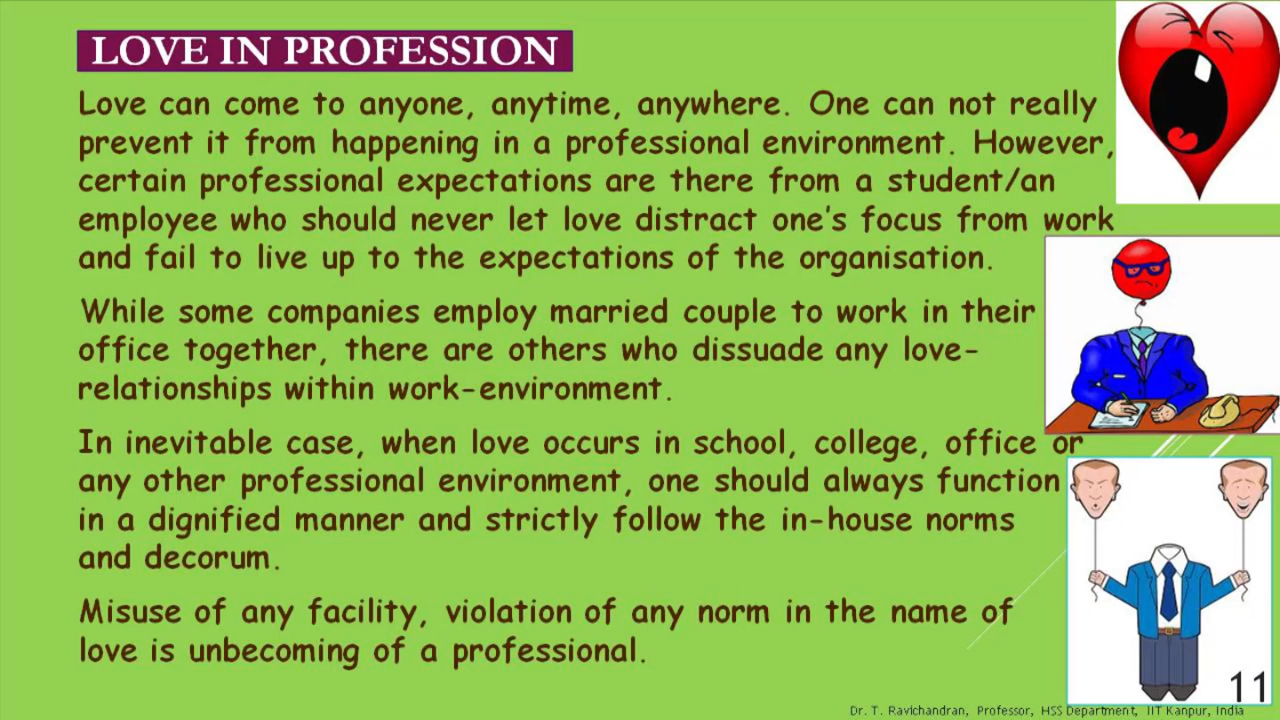 LOVE IN PROFESSION
Love can come to anyone, anytime, anywhere. One can not really
prevent it from happening in a professional environment. However,
certain professional expectations are there from a student/an
employee who should never let love distract one's focus from work
and fail to live up to the expectations of the organisation.
While some companies employ married couple to work in their
office together, there are others who dissuade any love-
relationships within work-environment.
In inevitable case, when love occurs in school, college, office or
any other professional environment, one should always function
in a dignified manner and strictly follow the in-house norms
and decorum.
Misuse of any facility, violation of any norm in the name of
love is unbecoming of a professional.
11
Dr. T. Ravichandran, Professor, HSS Department, IIT Kanpur, India